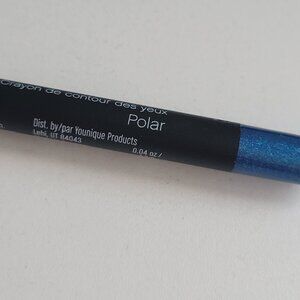 Crayon de contour des yeux
Polar
Dist. by/par Younique Products
Lehi, UT 84043
0.04 oz /